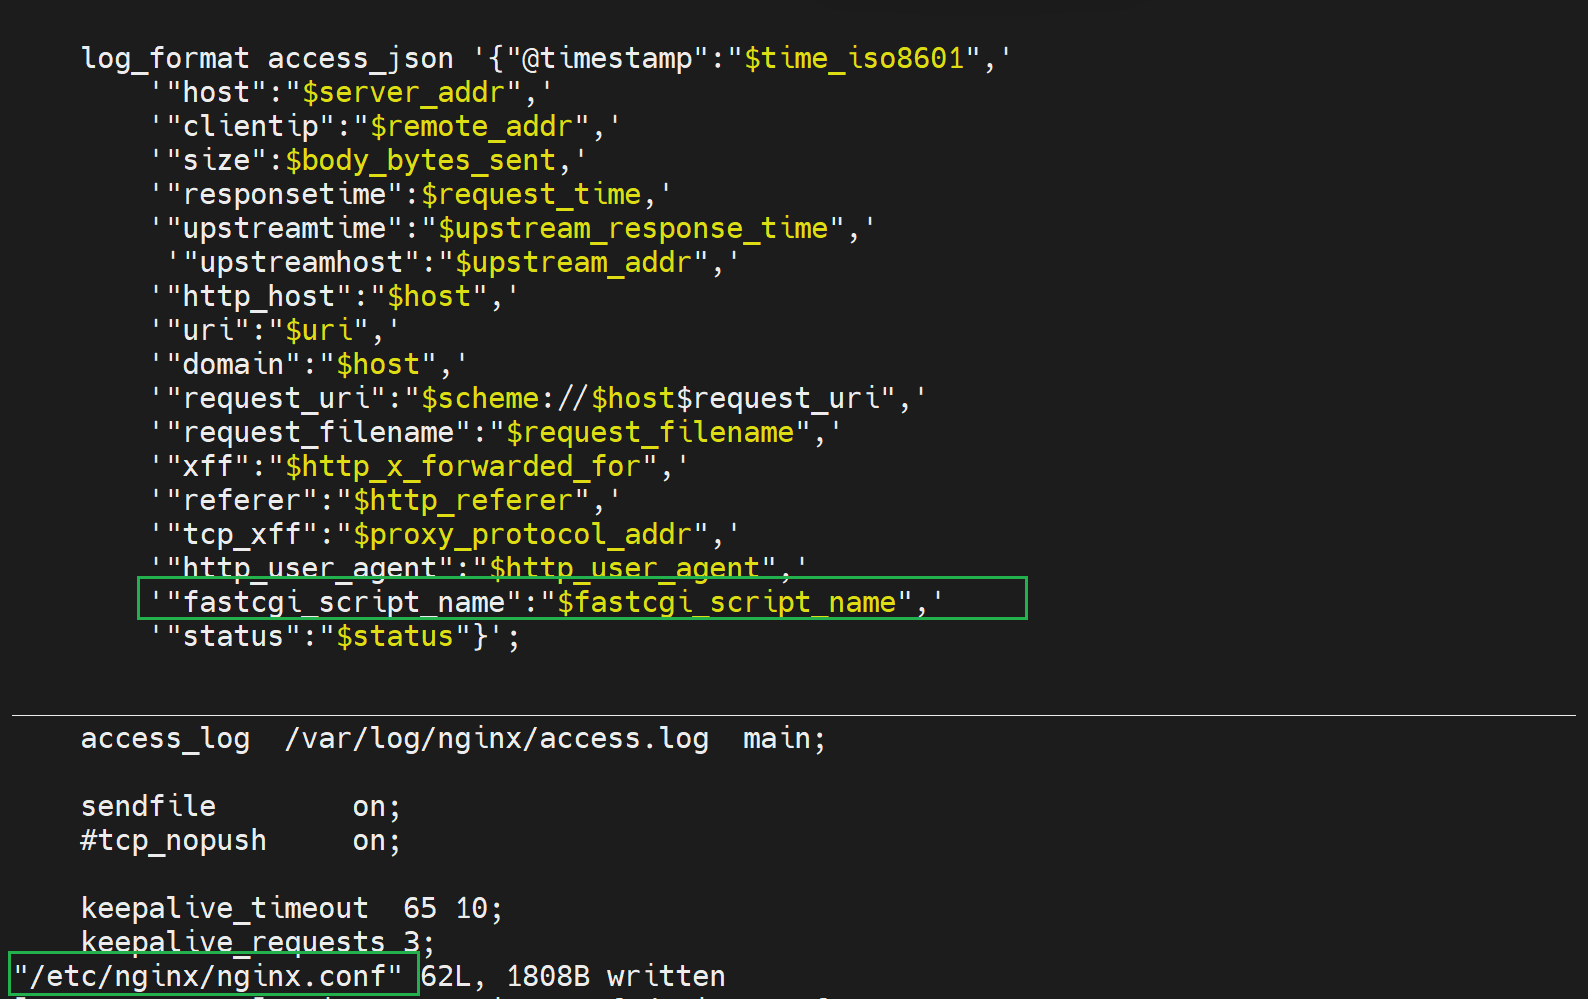 log_format access_json '{"@timestamp":"$time_iso8601",'
'"host":"$server_addr",'
'"clientip":"$remote_addr",'
'"size":$body_bytes_sent,'
'"responsetime":$request_time,'
'"upstreamtime":"$upstream_response_time",'
'"upstreamhost":"$upstream_addr",'
'"http_host":"$host",'
'"uri":"$uri",'
'"domain":"$host",'
'"request_uri":"$scheme://$host$request_uri",'
'"request_filename":"$request_filename",'
'"xff":"$http_x_forwarded_for",'
'"referer":"$http_referer",'
'"tcp_xff":"$proxy_protocol_addr",'
'"http_user_agent":"$http_user_agent",'
'"fastcgi_script_name":"$fastcgi_script_name",'
'"status":"$status"}';
access_log  /var/log/nginx/access.log  main;
sendfile        on;
#tcp_nopush     on;
keepalive_timeout  65 10;
keepalive_requests 3;
"/etc/nginx/nginx.conf" 62L, 1808B written